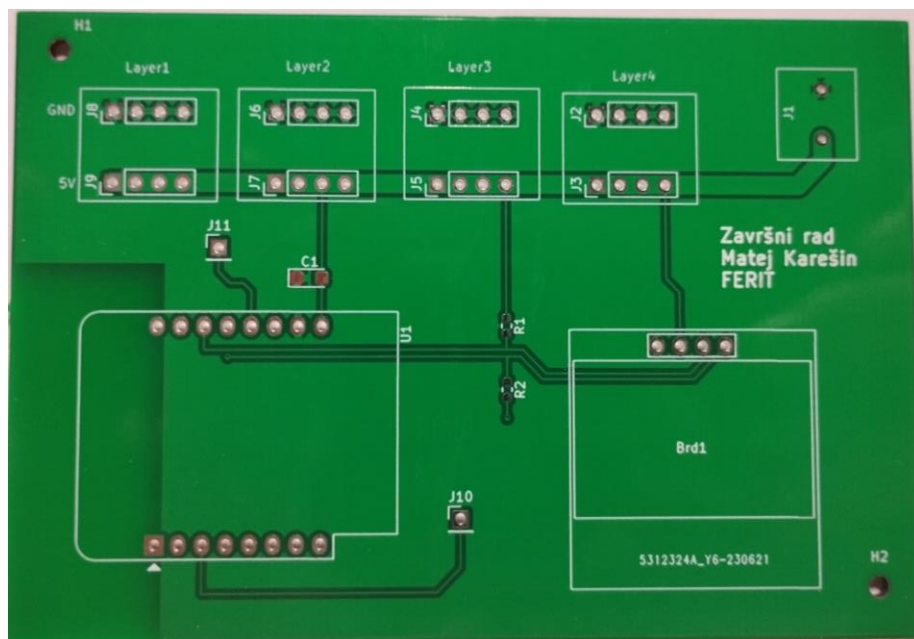 H1
Layer1
Layer2
Layer3
Layer4
GND
J8
J6
J4
J2
J1
5V
J9
J7
J5
J3
J11
Završni rad
Matej Karešin
FERIT
C1
U1
R1
R2
Brd1
J10
5312324A_Y6-230621
H2